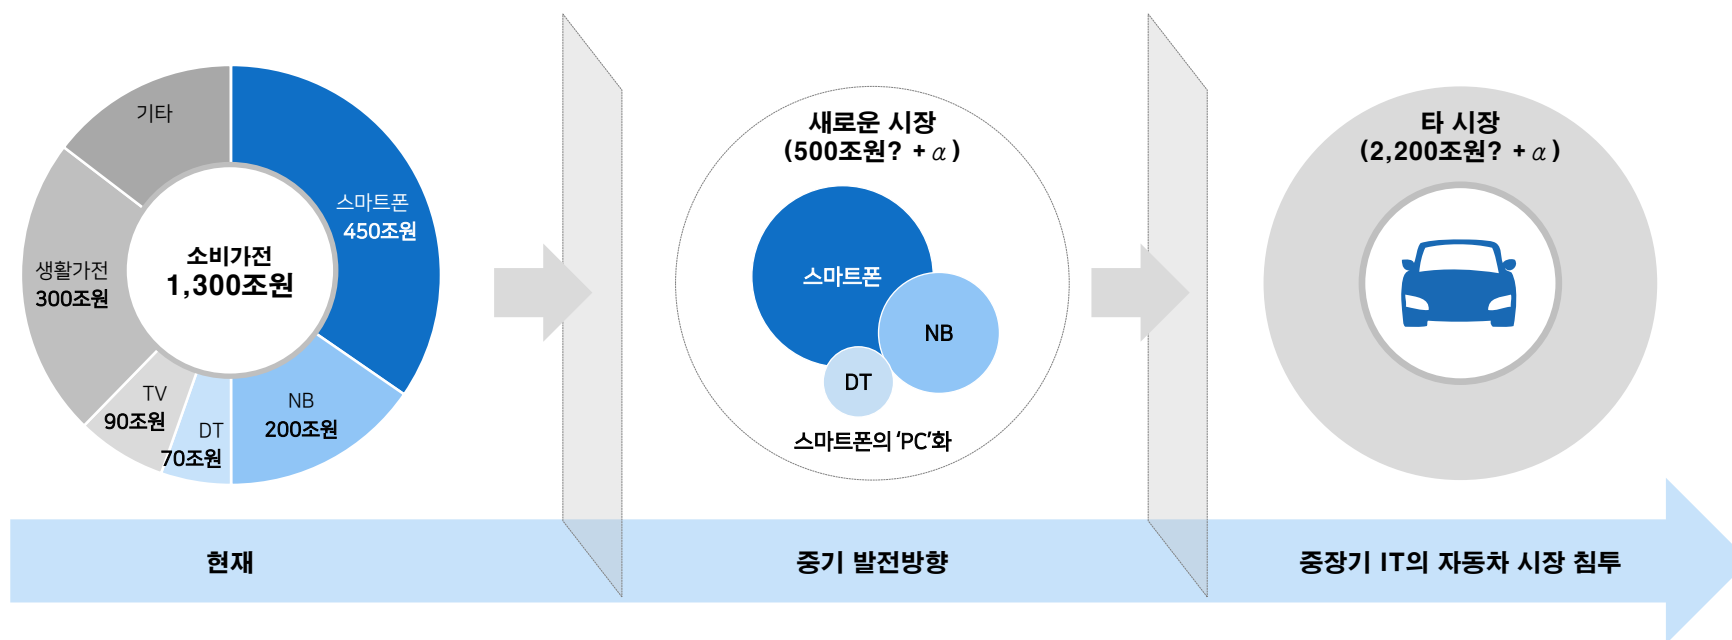 기타
스마트폰
450조원
소비가전
1,300조원
생활가전
300조원
TV
90조원
DT
70조원
NB
200조원
새로운 시장
(500조원? + α)
스마트폰
NB
DT
스마트폰의 ‘PC’화
타 시장
(2,200조원? + α)
현재
중기 발전방향
중장기 IT의 자동차 시장 침투